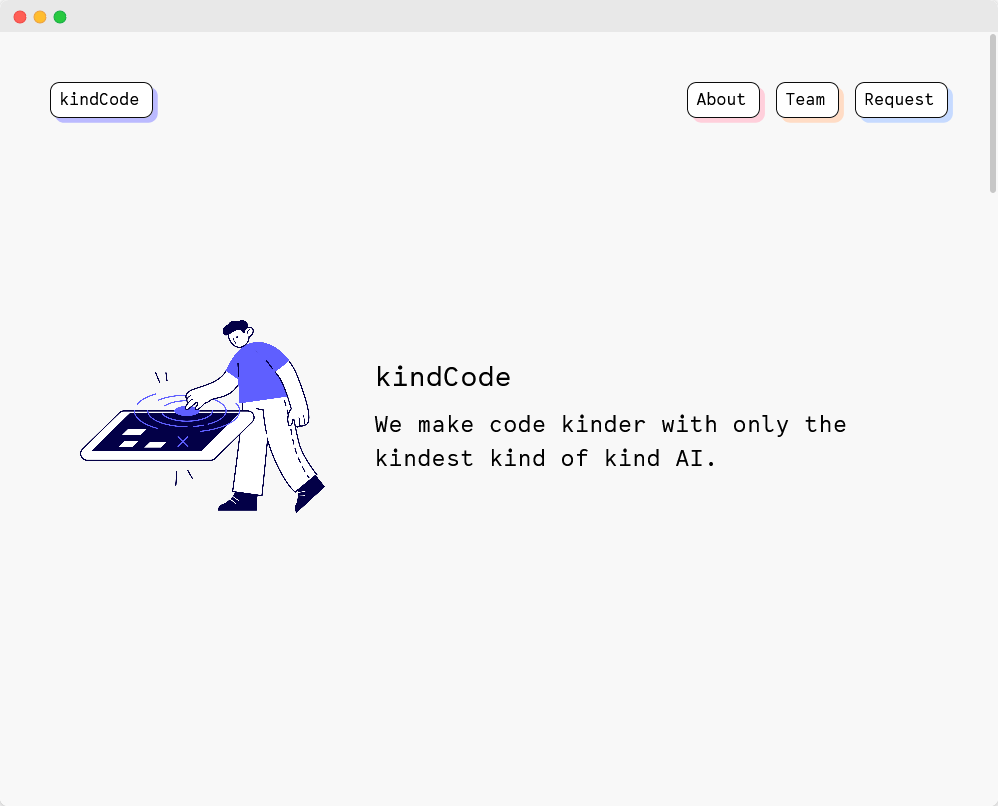 kindCode
About
Team
Request
kindCode
We make code kinder with only the
kindest kind of kind AI.